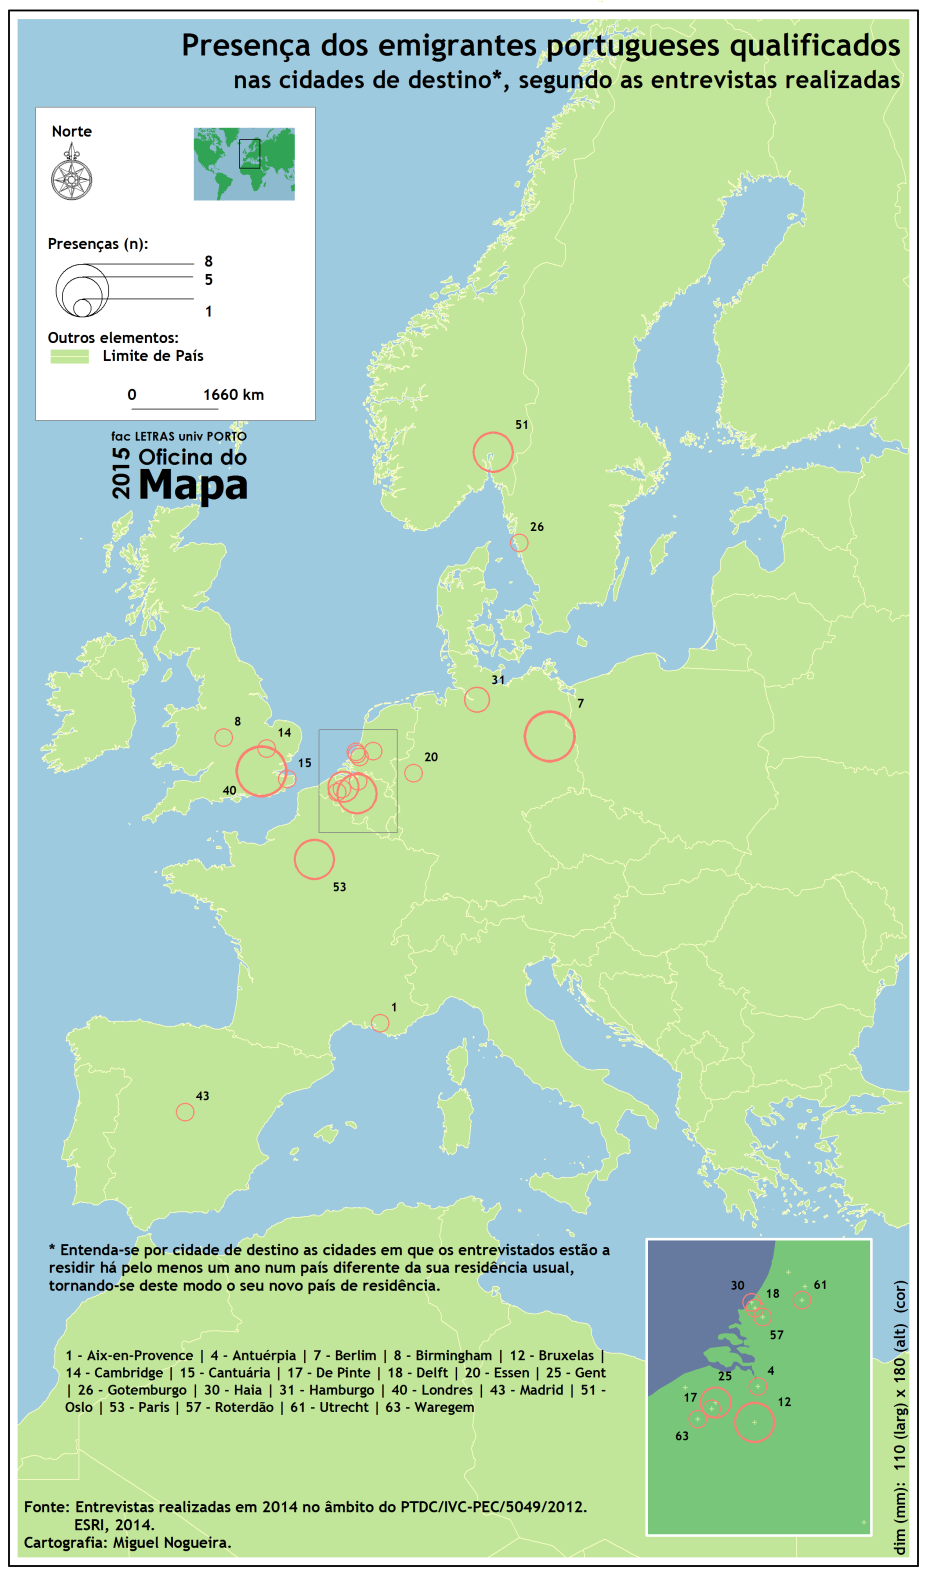 Presença dos emigrantes portugueses qualificados
nas cidades de destino*, segundo as entrevistas realizadas
Norte
Presenças (n):
8
5
1
Outros elementos:
Limite de País
0 1660 km
fac LETRAS univ PORTO
2015 Oficina do
Mapa
51
26
31
7
8
14
15
20
40
53
1
43
* Entenda-se por cidade de destino as cidades em que os entrevistados estão a
residir há pelo menos um ano num país diferente da sua residência usual,
tornando-se deste modo o seu novo país de residência.
1 - Aix-en-Provence | 4 - Antuérpia | 7 - Berlim | 8 - Birmingham | 12 - Bruxelas |
14 - Cambridge | 15 - Cantuária | 17 - De Pinte | 18 - Delft | 20 - Essen | 25 - Gent
| 26 - Gotemburgo | 30 - Haia | 31 - Hamburgo | 40 - Londres | 43 - Madrid | 51 -
Oslo | 53 - Paris | 57 - Roterdão | 61 - Utrecht | 63 - Waregem
30
18
61
57
4
25
17
12
63
Fonte: Entrevistas realizadas em 2014 no âmbito do PTDC/IVC-PEC/5049/2012.
ESRI, 2014.
Cartografia: Miguel Nogueira.
dim (mm): 110 (larg) x 180 (alt) (cor)